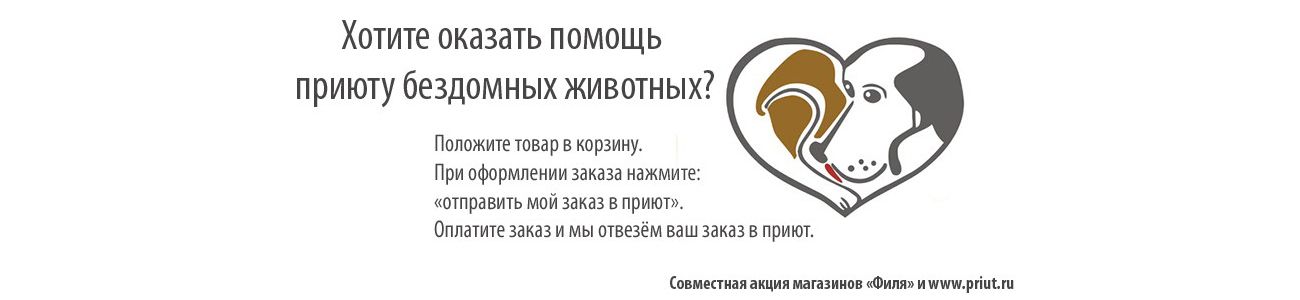 Хотите оказать помощь
приюту бездомных животных?
Положите товар в корзину.
При оформлении заказа нажмите:
«отправить мой заказ в приют».
Оплатите заказ и мы отвезём ваш заказ в приют.
Совместная акция магазинов «Филя» и www.priut.ru